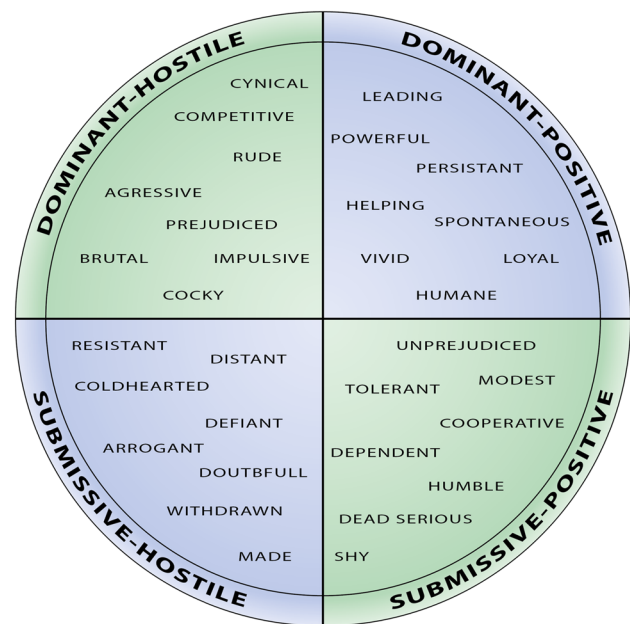 DOMINANT-HOSTILE
CYNICAL
COMPETITIVE
RUDE
AGRESSIVE
PREJUDICED
BRUTAL
IMPULSIVE
COCKY
DOMINANT-POSITIVE
LEADING
POWERFUL
PERSISTANT
HELPING
SPONTANEOUS
VIVID
LOYAL
HUMANE
SUBMISSIVE-HOSTILE
RESISTANT
DISTANT
COLDHEARTED
DEFIANT
ARROGANT
DOUTBFULL
WITHDRAWN
MADE
SUBMISSIVE-POSITIVE
UNPREJUDICED
MODEST
TOLERANT
COOPERATIVE
DEPENDENT
HUMBLE
DEAD SERIOUS
SHY